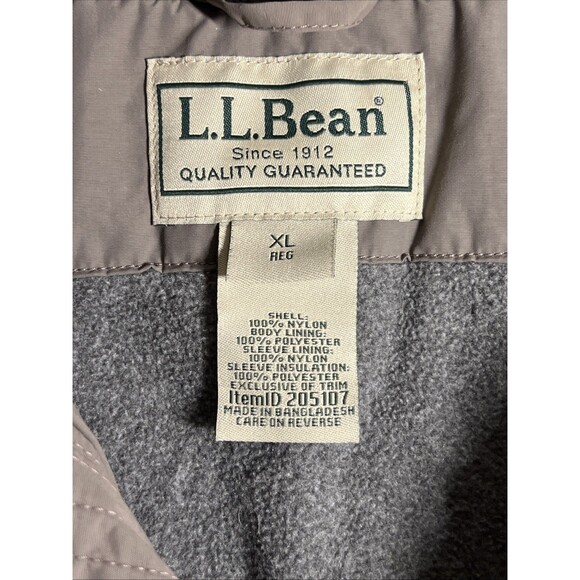 L.L.Bean®
Since 1912
QUALITY GUARANTEED
XL
REG
SHELL:
100% NYLON
BODY LINING:
100% POLYESTER
SLEEVE LINING:
100% NYLON
SLEEVE INSULATION:
100% POLYESTER
EXCLUSIVE OF TRIM
ItemID 205107
MADE IN BANGLADESH
CARE ON REVERSE